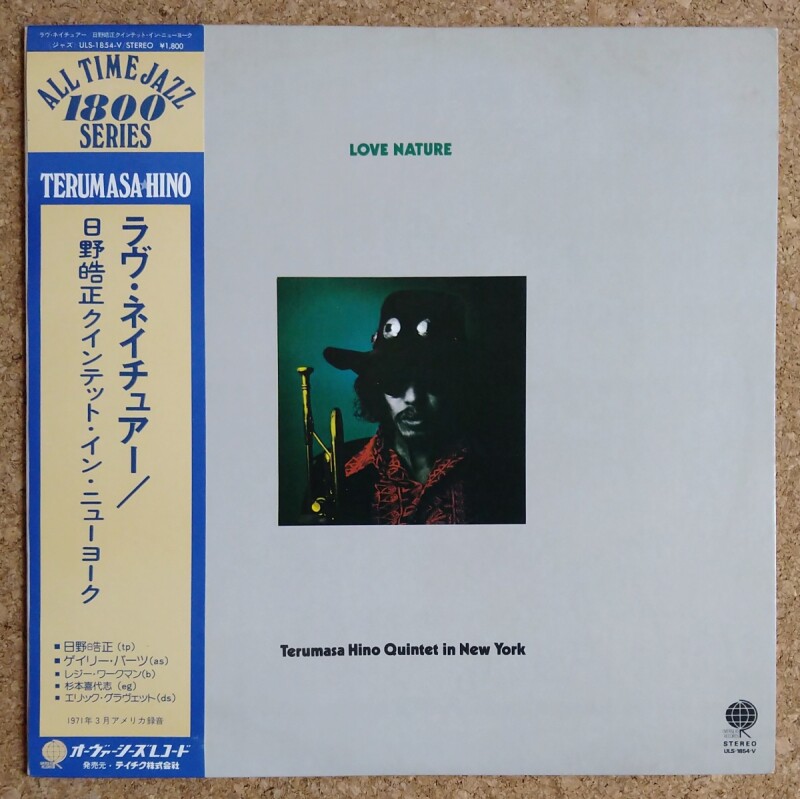 ラヴ・ネイチュアー/日野皓正クインテット・イン・ニューヨーク
(ジャズ) ULS-1854-V STEREO ¥1,800
ALL TIME JAZZ
1800
SERIES
TERUMASA HINO
ラヴ・ネイチュアー/
日野皓正クインテット・イン・ニューヨーク
■日野皓正(tp)
■ゲイリー・バーツ(as)
■レジー・ワークマン(b)
■杉本喜代志(eg)
■エリック・グラヴェット(ds)
1971年3月アメリカ録音
オーヴァーシーズレコード
発売元・テイチク株式会社
LOVE NATURE
Terumasa Hino Quintet in New York
STEREO
ULS-1854-V